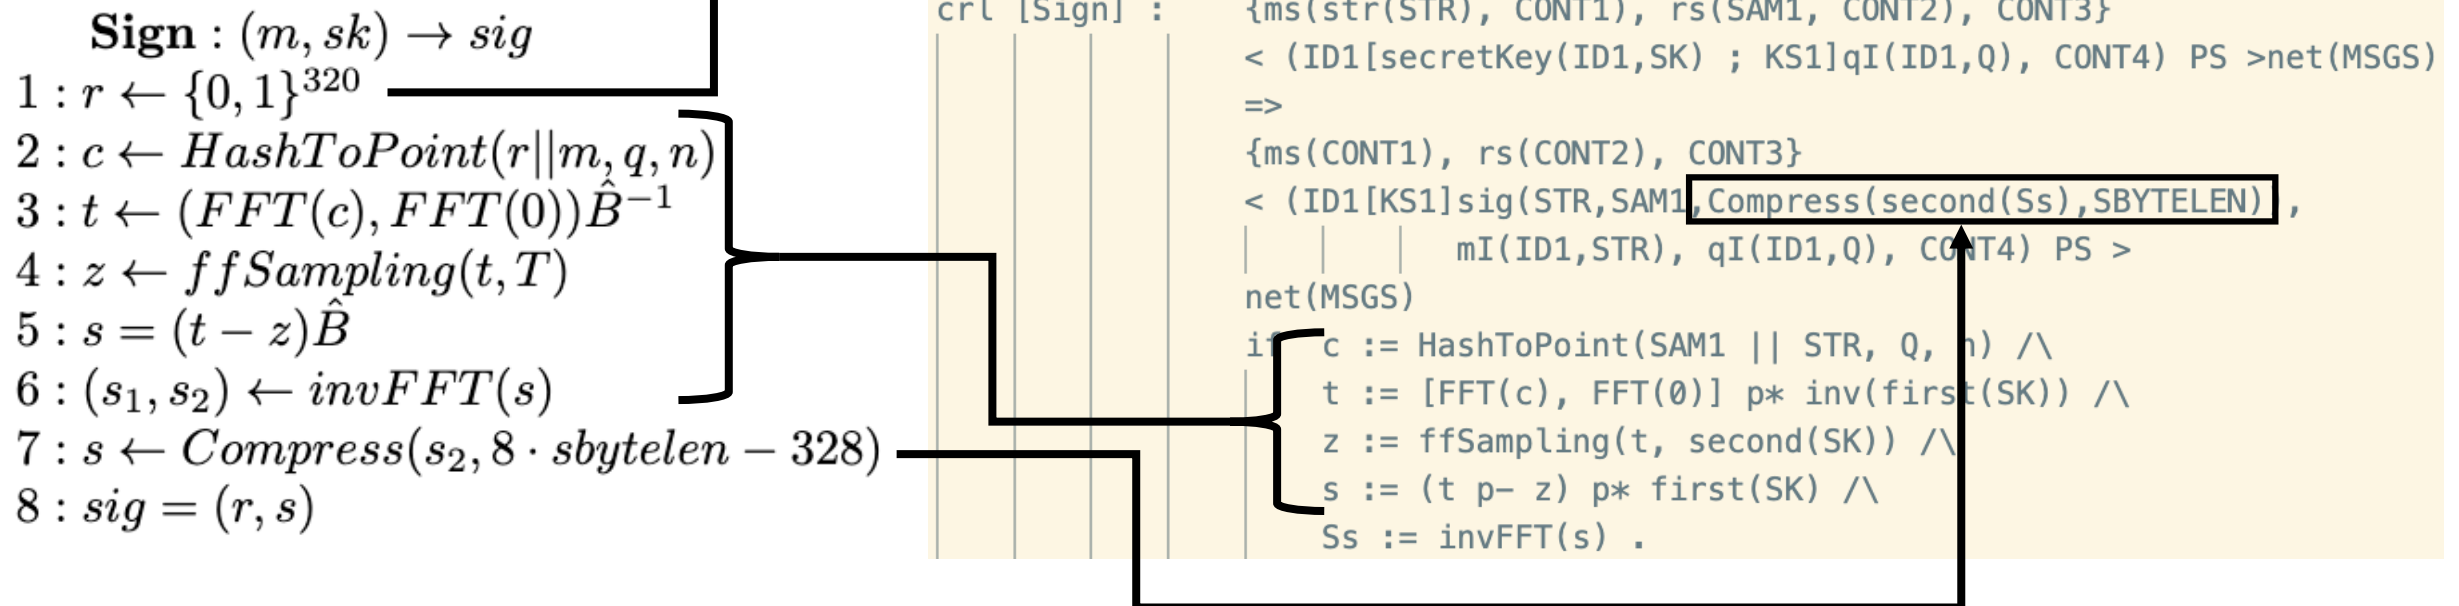 Sign : (m, sk) → sig
1 : r ← {0, 1}^320
2 : c ← HashToPoint(r||m, q, n)
3 : t ← (FFT(c), FFT(0))B̂^−1
4 : z ← ffSampling(t, T)
5 : s = (t − z)B̂
6 : (s₁, s₂) ← invFFT(s)
7 : s ← Compress(s₂, 8 · sbytelen − 328)
8 : sig = (r, s)
crl [Sign] : {ms(str(STR), CONT1), rs(SAM1, CONT2), CONT3}
< (ID1[secretKey(ID1,SK) ; KS1]qI(ID1,Q), CONT4) PS >net(MSGS)
=>
{ms(CONT1), rs(CONT2), CONT3}
< (ID1[KS1]sig(STR,SAM1,Compress(second(Ss),SBYTELEN)),
mI(ID1,STR), qI(ID1,Q), CONT4) PS >
net(MSGS)
if c := HashToPoint(SAM1 || STR, Q, n) /\
t := [FFT(c), FFT(0)] p* inv(first(SK)) /\
z := ffSampling(t, second(SK)) /\
s := (t p- z) p* first(SK) /\
Ss := invFFT(s) .